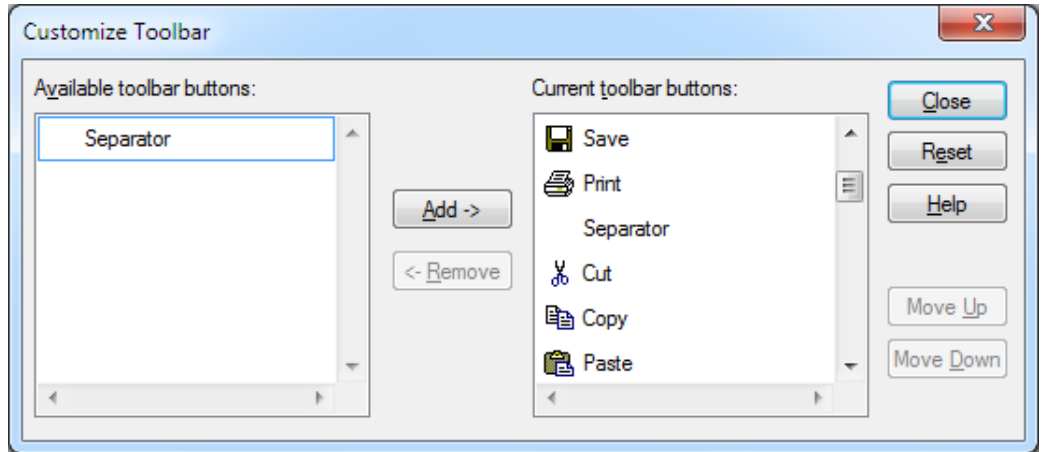 Customize Toolbar
Available toolbar buttons:
Separator
Add ->
<- Remove
Current toolbar buttons:
Save
Print
Separator
Cut
Copy
Paste
Close
Reset
Help
Move Up
Move Down